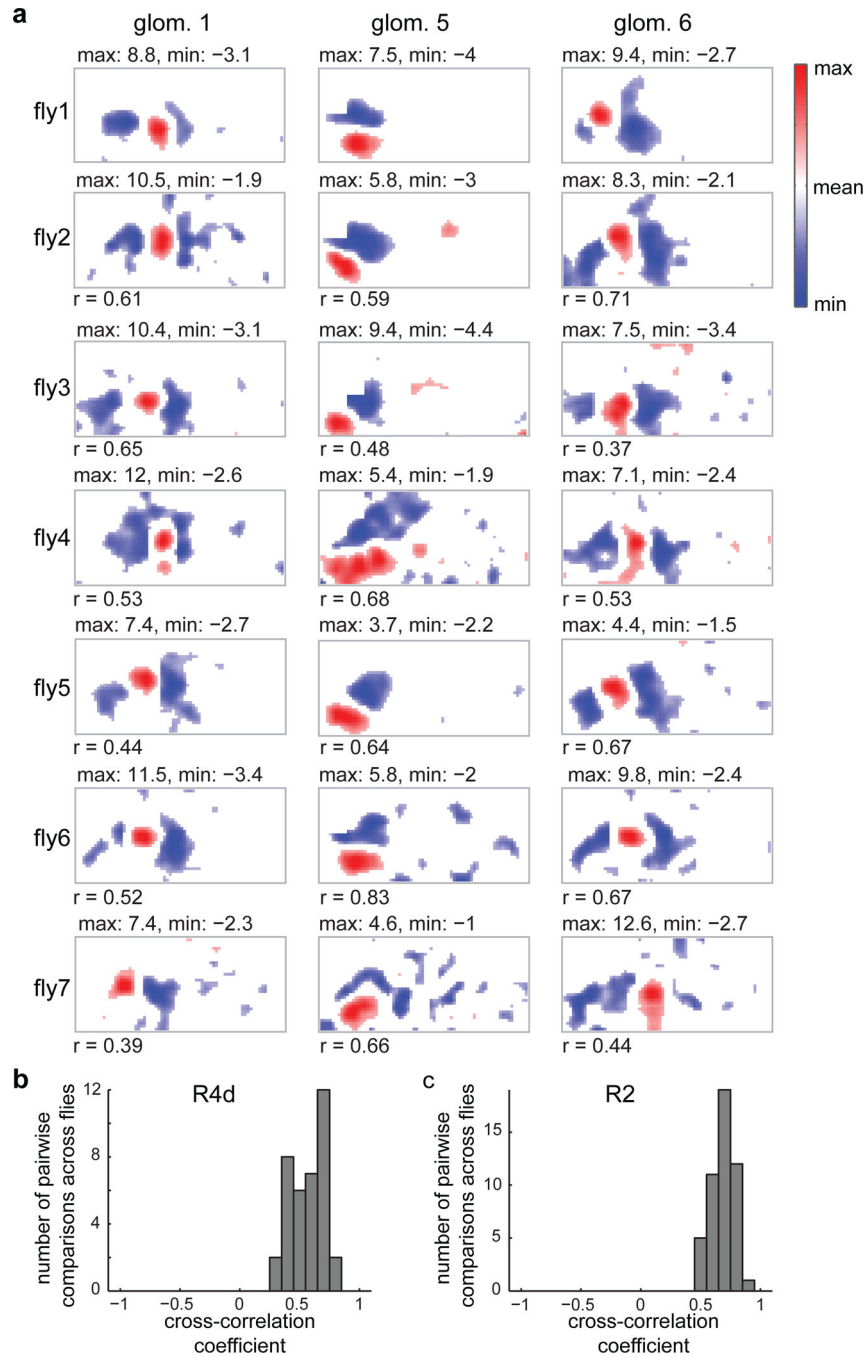 a
glom. 1 glom. 5 glom. 6
max: 8.8, min: −3.1 max: 7.5, min: −4 max: 9.4, min: −2.7
max
mean
min
fly1
max: 10.5, min: −1.9 max: 5.8, min: −3 max: 8.3, min: −2.1
fly2
r = 0.61 r = 0.59 r = 0.71
max: 10.4, min: −3.1 max: 9.4, min: −4.4 max: 7.5, min: −3.4
fly3
r = 0.65 r = 0.48 r = 0.37
max: 12, min: −2.6 max: 5.4, min: −1.9 max: 7.1, min: −2.4
fly4
r = 0.53 r = 0.68 r = 0.53
max: 7.4, min: −2.7 max: 3.7, min: −2.2 max: 4.4, min: −1.5
fly5
r = 0.44 r = 0.64 r = 0.67
max: 11.5, min: −3.4 max: 5.8, min: −2 max: 9.8, min: −2.4
fly6
r = 0.52 r = 0.83 r = 0.67
max: 7.4, min: −2.3 max: 4.6, min: −1 max: 12.6, min: −2.7
fly7
r = 0.39 r = 0.66 r = 0.44
b
R4d
number of pairwise
comparisons across flies
12
8
4
0
−1 −0.5 0 0.5 1
cross-correlation
coefficient
c
R2
number of pairwise
comparisons across flies
15
10
5
0
−1 −0.5 0 0.5 1
cross-correlation
coefficient